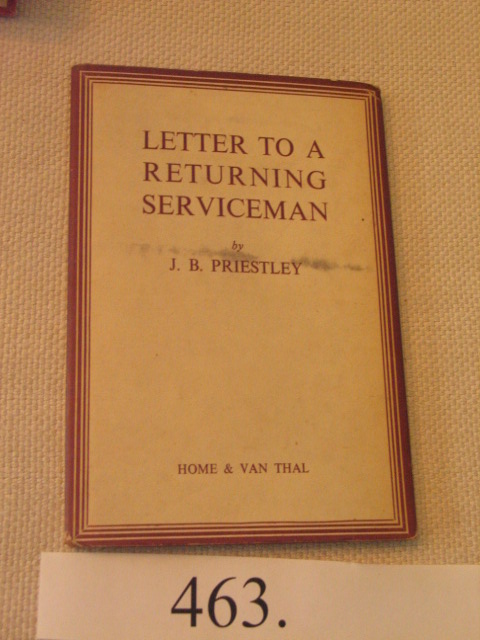 LETTER TO A
RETURNING
SERVICEMAN
by
J. B. PRIESTLEY
HOME & VAN THAL
463.